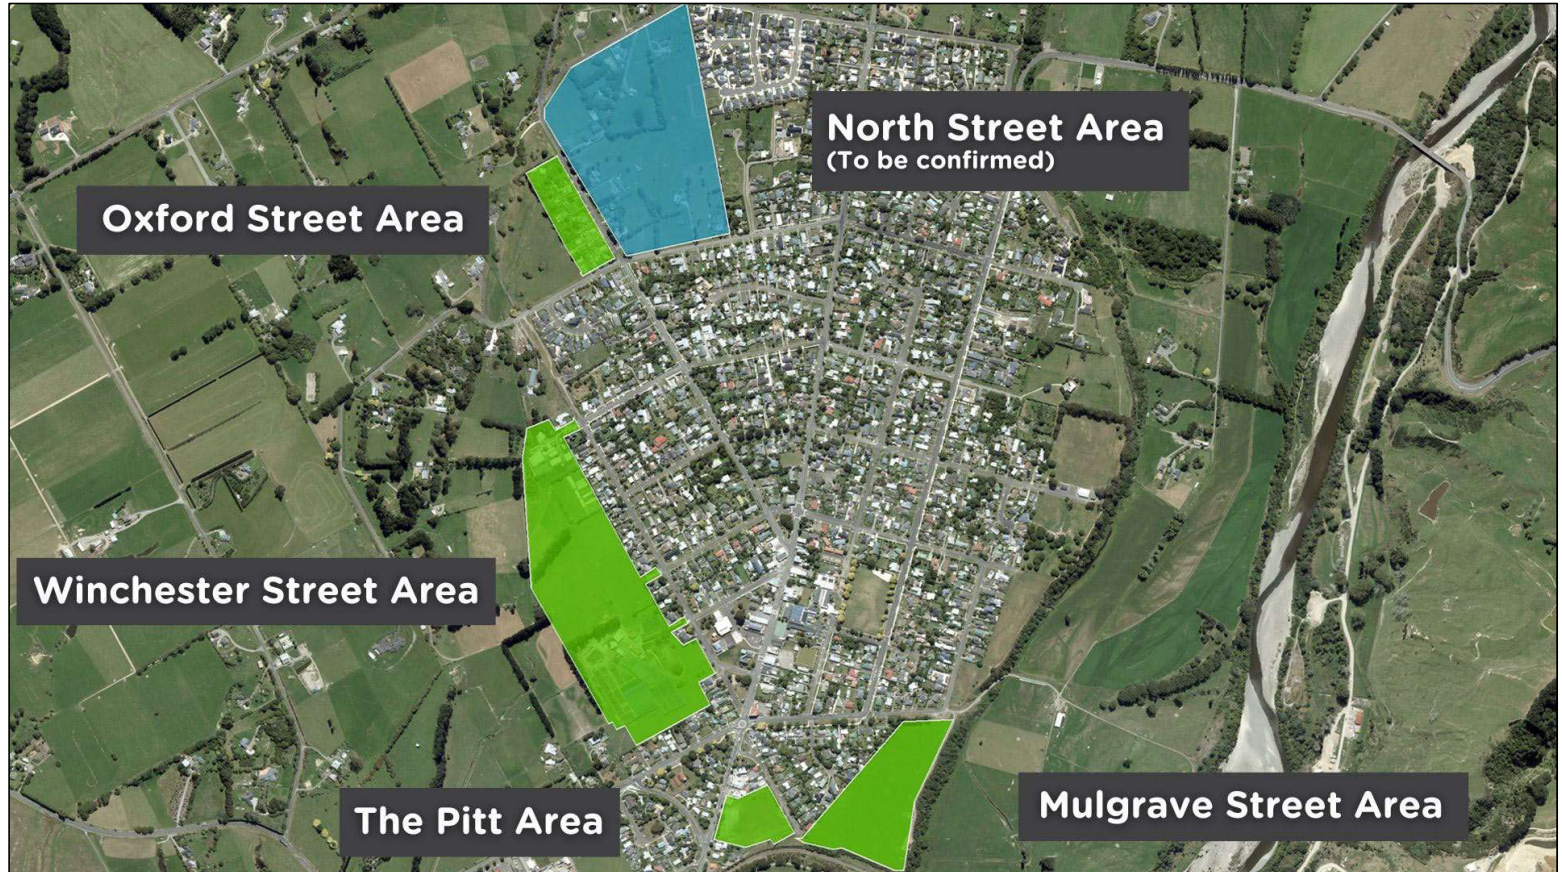 North Street Area
(To be confirmed)
Oxford Street Area
Winchester Street Area
The Pitt Area
Mulgrave Street Area